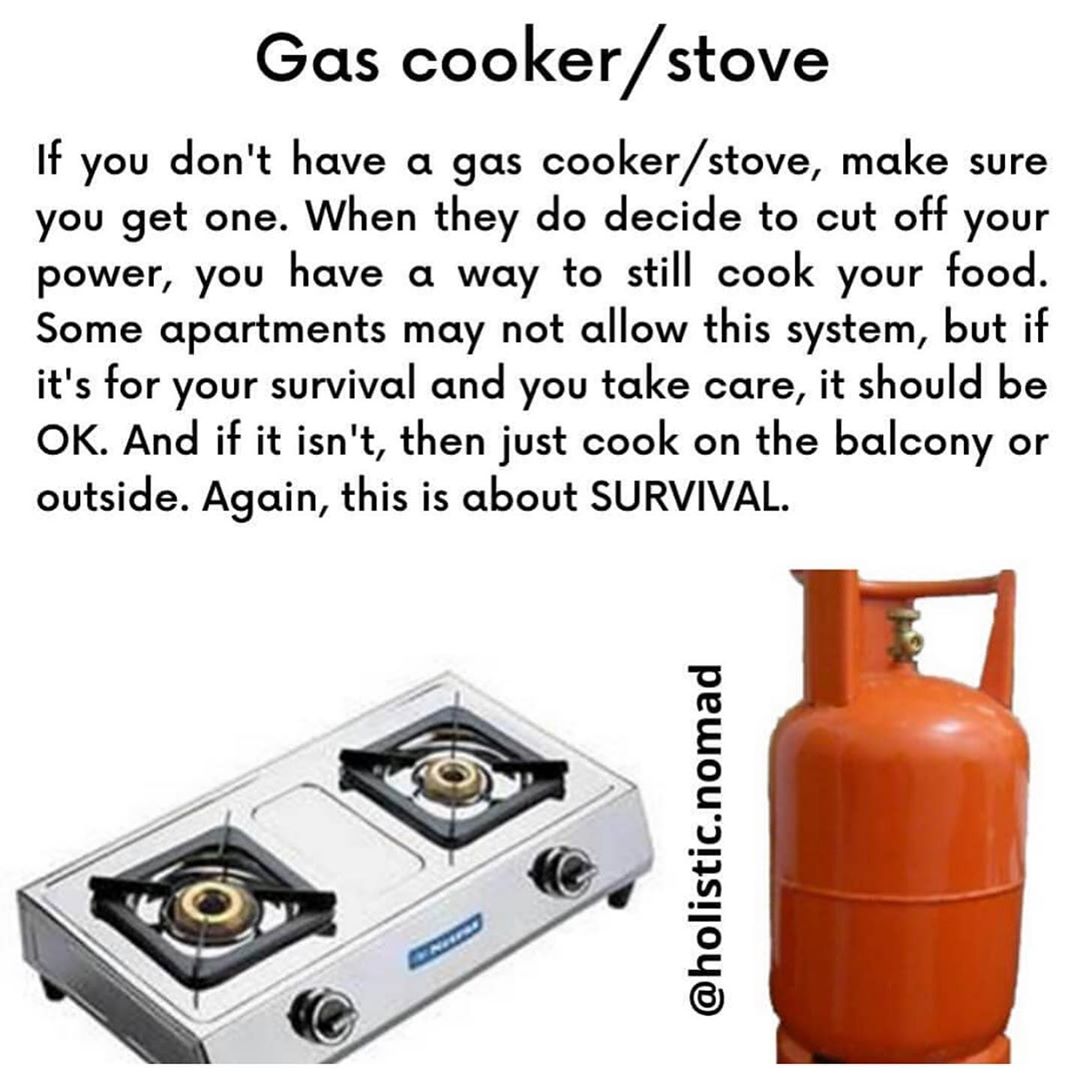 Gas cooker/stove
If you don't have a gas cooker/stove, make sure
you get one. When they do decide to cut off your
power, you have a way to still cook your food.
Some apartments may not allow this system, but if
it's for your survival and you take care, it should be
OK. And if it isn't, then just cook on the balcony or
outside. Again, this is about SURVIVAL.
@holistic.nomad